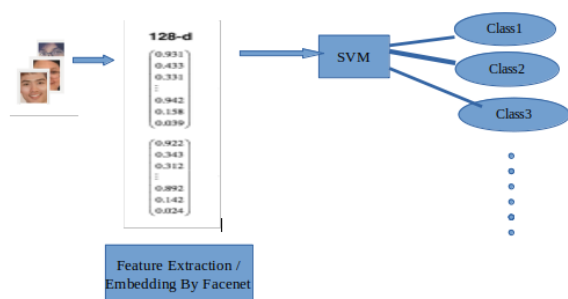 128-d
0.931
0.433
0.331
⋮
0.942
0.158
0.039
0.922
0.343
0.312
⋮
0.892
0.142
0.024
SVM
Class1
Class2
Class3
Feature Extraction /
Embedding By Facenet